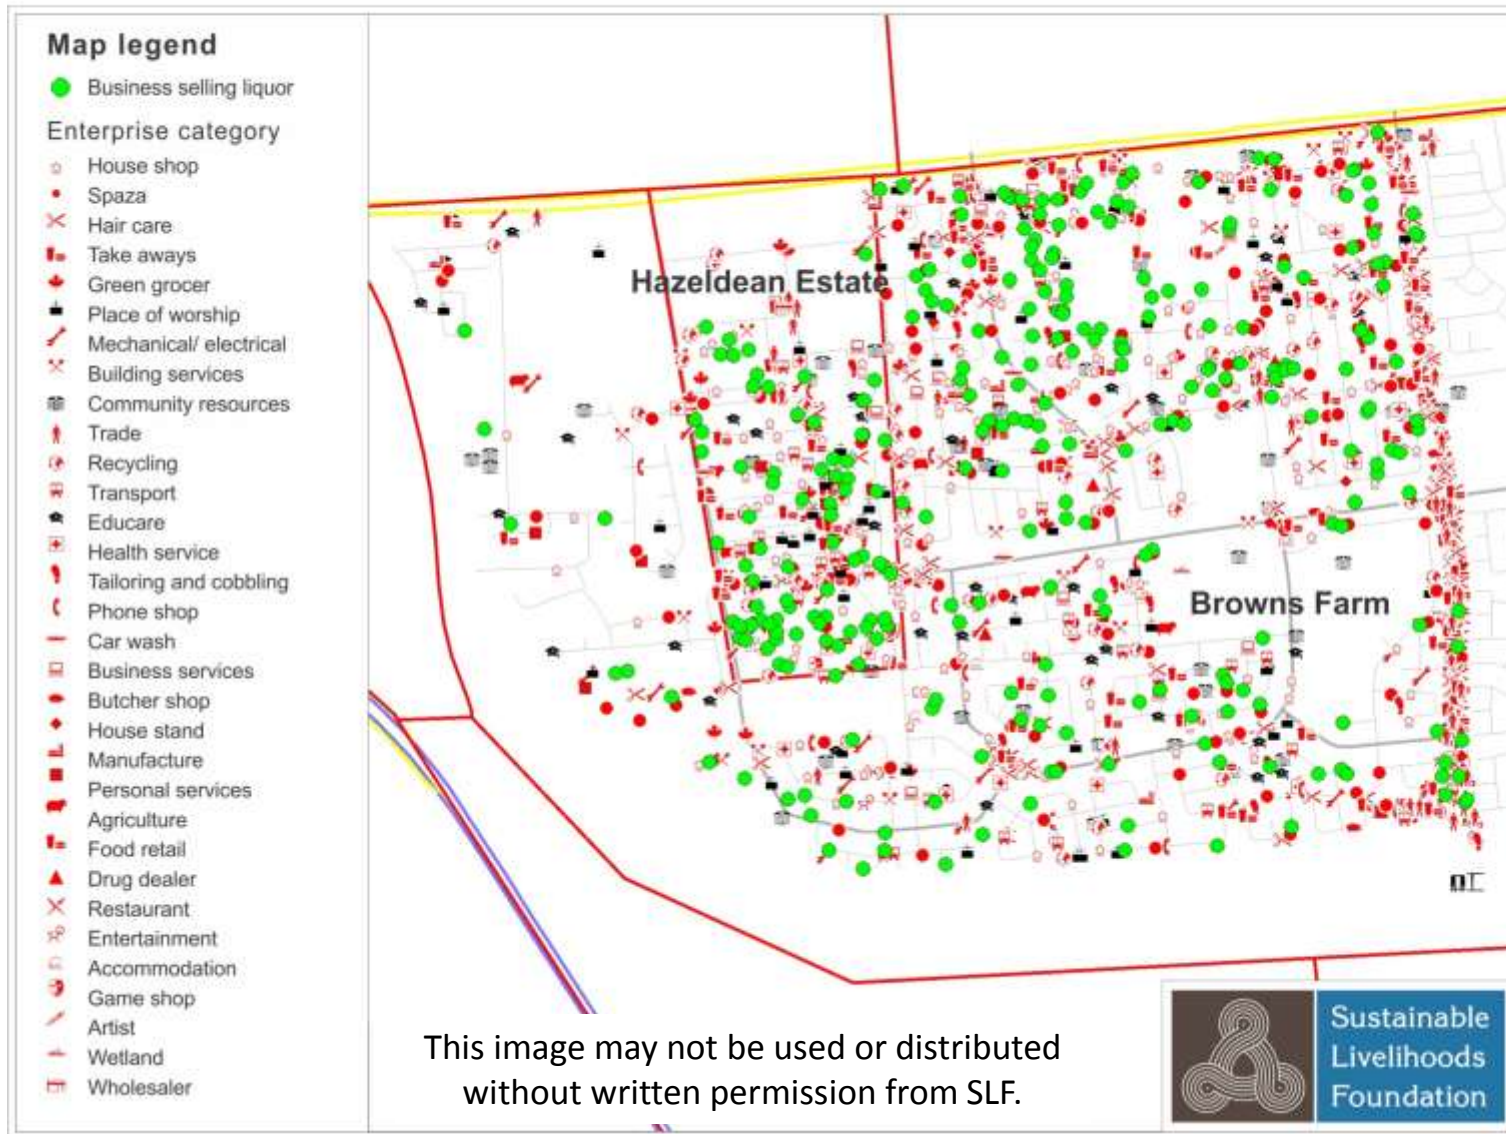 Map legend
Business selling liquor
Enterprise category
House shop
Spaza
Hair care
Take aways
Green grocer
Place of worship
Mechanical/ electrical
Building services
Community resources
Trade
Recycling
Transport
Educare
Health service
Tailoring and cobbling
Phone shop
Car wash
Business services
Butcher shop
House stand
Manufacture
Personal services
Agriculture
Food retail
Drug dealer
Restaurant
Entertainment
Accommodation
Game shop
Artist
Wetland
Wholesaler
Hazeldean Estate
Browns Farm
This image may not be used or distributed
without written permission from SLF.
Sustainable
Livelihoods
Foundation